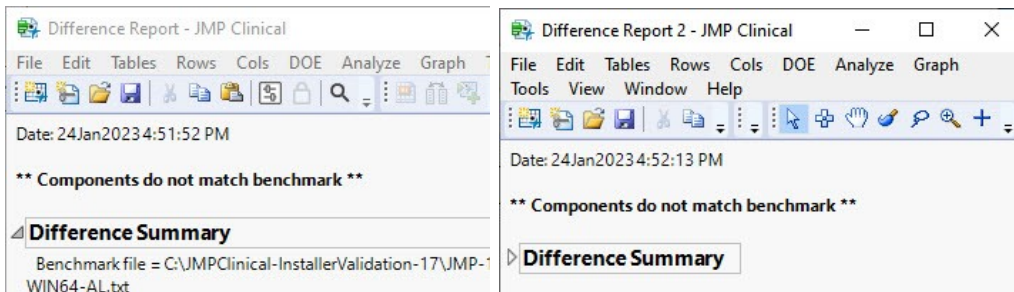 Difference Report - JMP Clinical
File Edit Tables Rows Cols DOE Analyze Graph
Date: 24Jan2023 4:51:52 PM
** Components do not match benchmark **
Difference Summary
Benchmark file = C:\JMPClinical-InstallerValidation-17\JMP-1
WIN64-AL.txt
Difference Report 2 - JMP Clinical
File Edit Tables Rows Cols DOE Analyze Graph
Tools View Window Help
Date: 24Jan2023 4:52:13 PM
** Components do not match benchmark **
Difference Summary